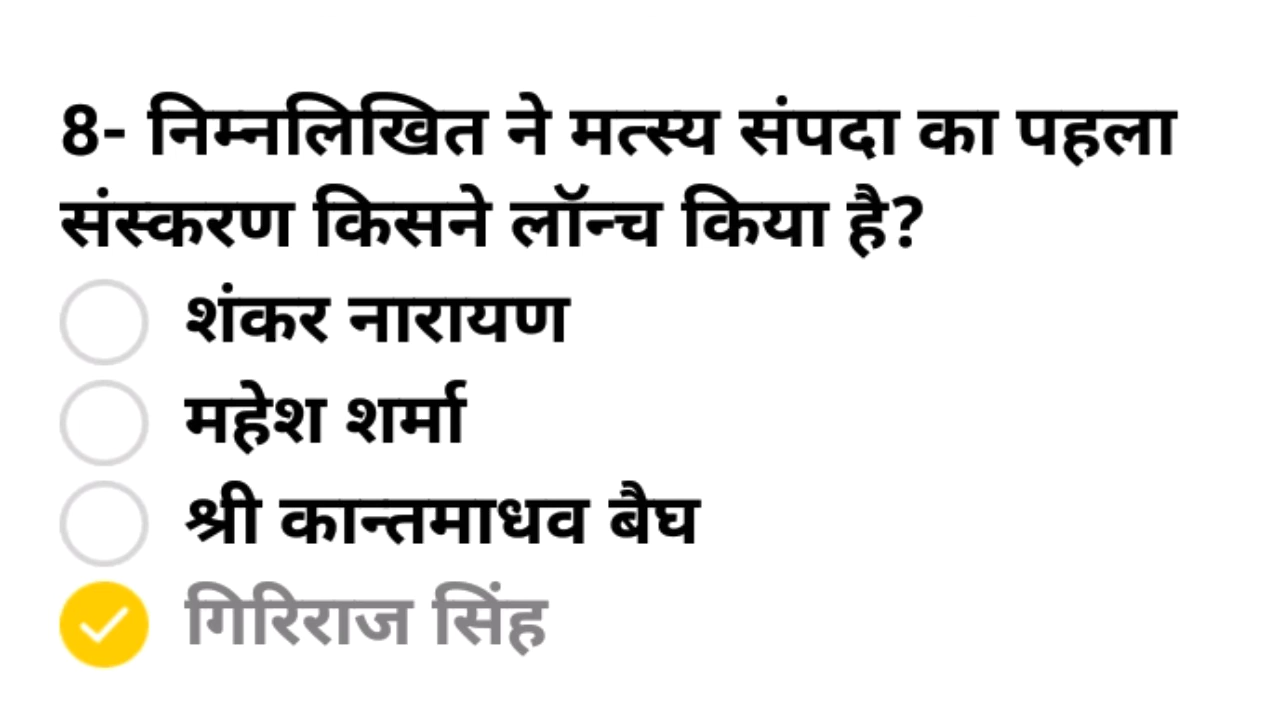 8- निम्नलिखित ने मत्स्य संपदा का पहला
संस्करण किसने लॉन्च किया है?
शंकर नारायण
महेश शर्मा
श्री कान्तमाधव बैघ
गिरिराज सिंह